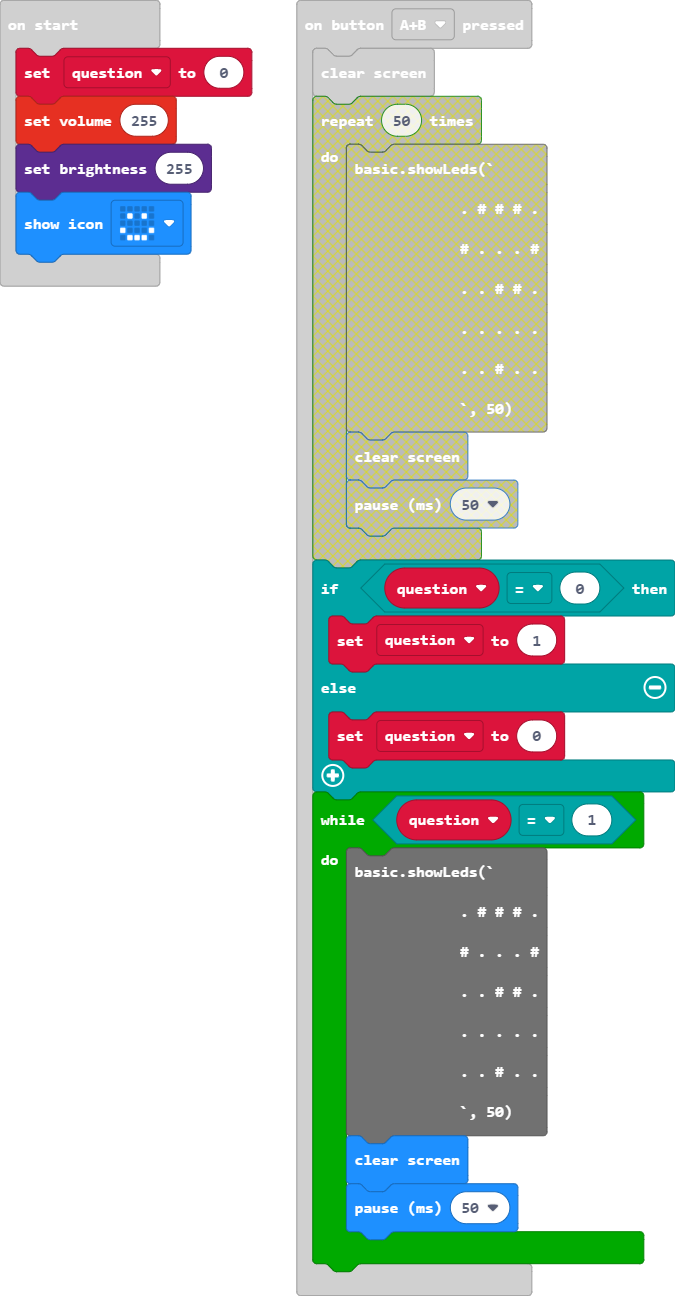 on start
set question to 0
set volume 255
set brightness 255
show icon
on button A+B pressed
clear screen
repeat 50 times
do
basic.showLeds(`
. # # # .
# . . . #
. . # # .
. . . . .
. . # . .
`, 50)
clear screen
pause (ms) 50
if question = 0 then
set question to 1
else
set question to 0
while question = 1
do
basic.showLeds(`
. # # # .
# . . . #
. . # # .
. . . . .
. . # . .
`, 50)
clear screen
pause (ms) 50